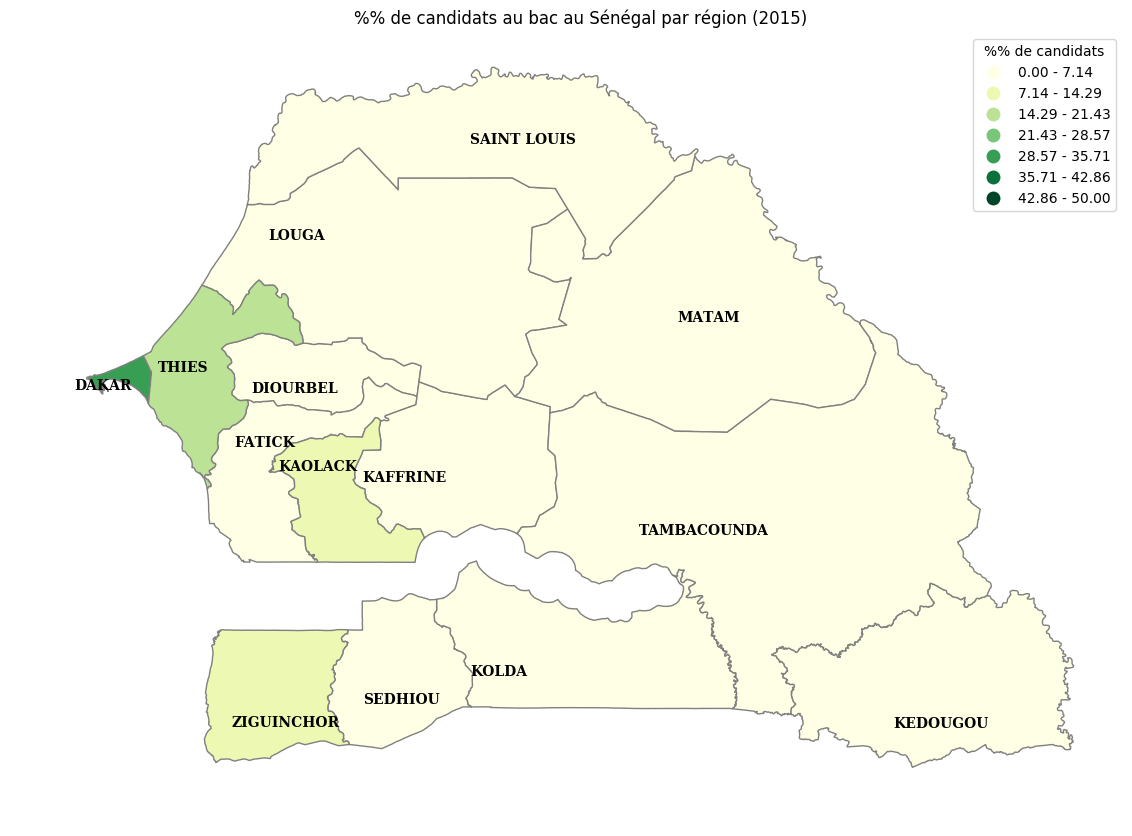 %% de candidats au bac au Sénégal par région (2015)
%% de candidats
0.00 - 7.14
7.14 - 14.29
14.29 - 21.43
21.43 - 28.57
28.57 - 35.71
35.71 - 42.86
42.86 - 50.00
SAINT LOUIS
LOUGA
MATAM
THIES
DAKAR
DIOURBEL
FATICK
KAOLACK
KAFFRINE
TAMBACOUNDA
KOLDA
SEDHIOU
ZIGUINCHOR
KEDOUGOU